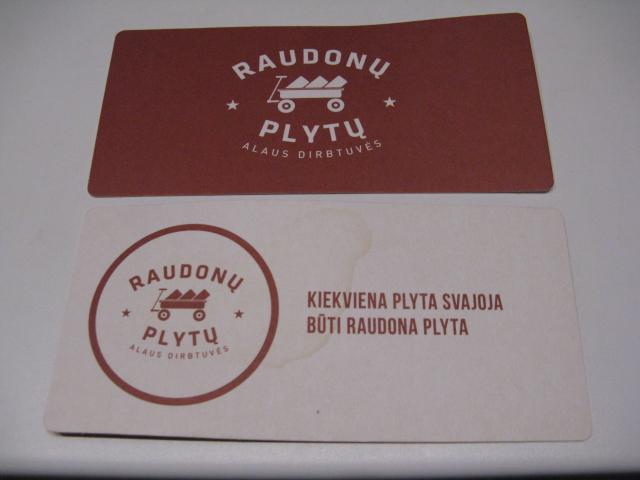 RAUDONŲ
PLYTŲ
ALAUS DIRBTUVĖS
RAUDONŲ
PLYTŲ
ALAUS DIRBTUVĖS
KIEKVIENA PLYTA SVAJOJA
BŪTI RAUDONA PLYTA